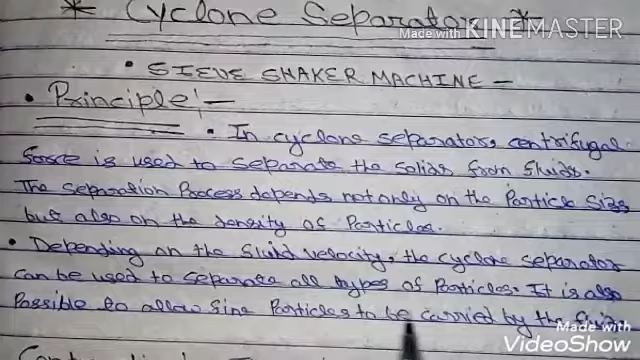 * Cyclone Separator *
Made with KINEMASTER
• SIEVE SHAKER MACHINE –
• Principle :–
• In cyclone separators, centrifugal
force is used to separate the solids from fluids.
The separation Process depends not only on the Particle Size
but also on the density of Particles.
• Depending on the fluid velocity, the cyclone separator
can be used to separate all types of Particles. It is also
Possible to allow fine Particles to be carried by the
Made with
VideoShow